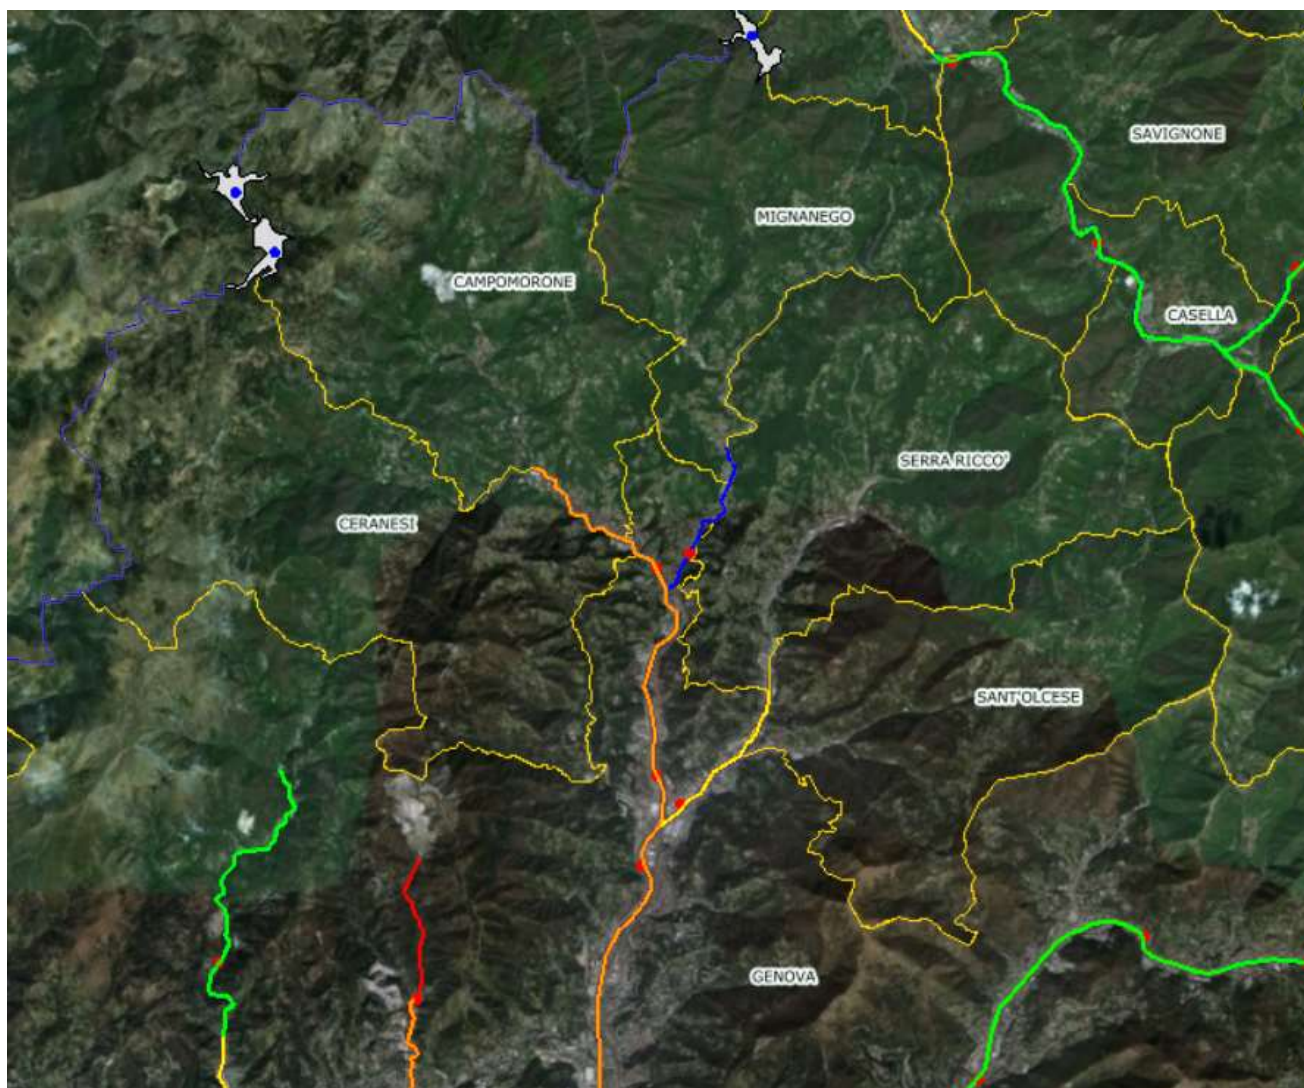 SAVIGNONE
MIGNANEGO
CAMPOMORONE
CASELLA
SERRA RICCO'
CERANESI
SANT'OLCESE
GENOVA